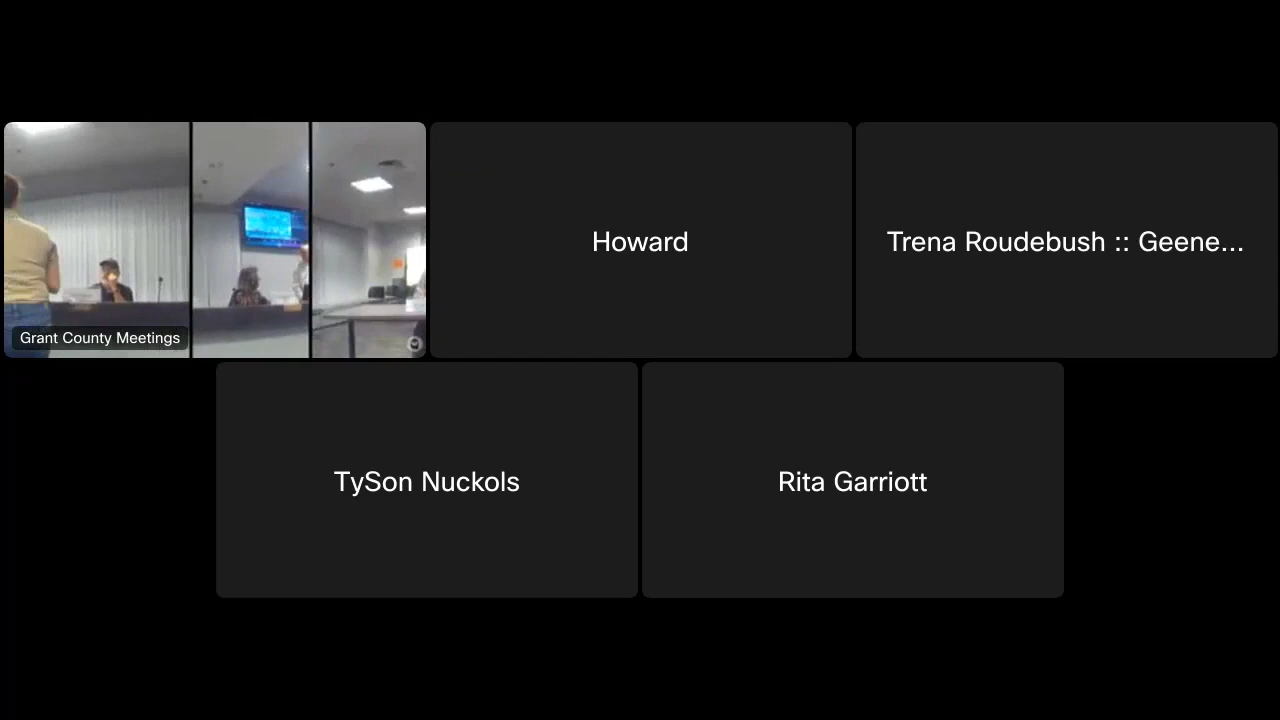 Grant County Meetings
Howard
Trena Roudebush :: Geene...
TySon Nuckols
Rita Garriott